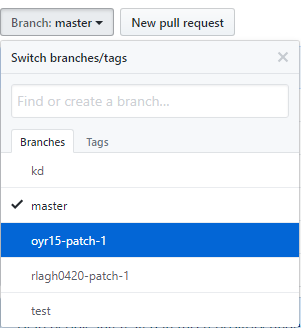 Branch: master New pull request
Switch branches/tags
Find or create a branch...
Branches Tags
kd
master
oyr15-patch-1
rlagh0420-patch-1
test